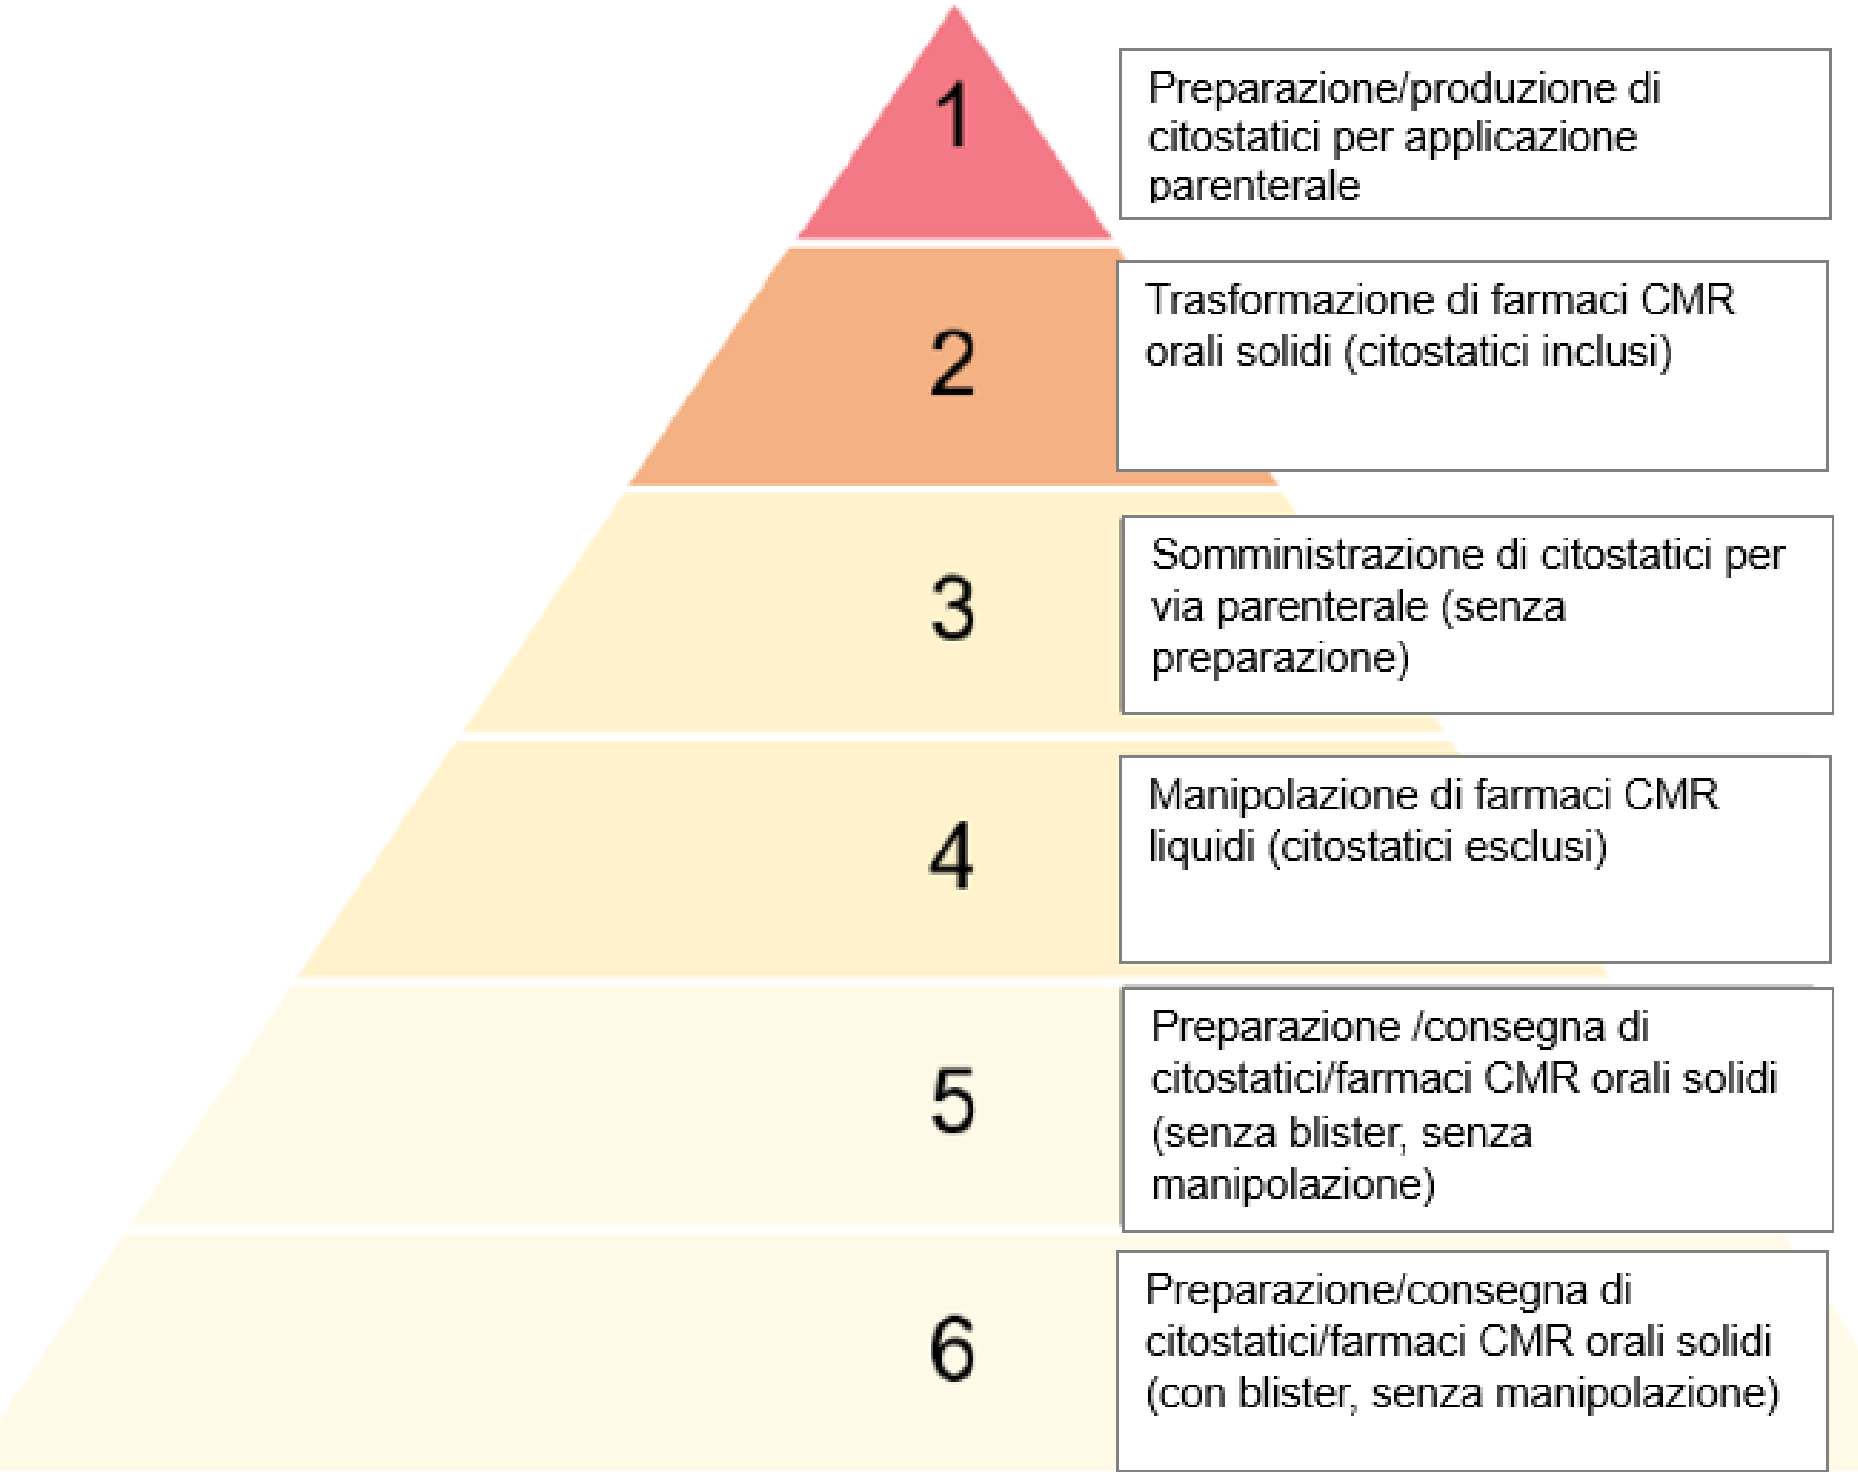 1
Preparazione/produzione di
citostatici per applicazione
parenterale
2
Trasformazione di farmaci CMR
orali solidi (citostatici inclusi)
3
Somministrazione di citostatici per
via parenterale (senza
preparazione)
4
Manipolazione di farmaci CMR
liquidi (citostatici esclusi)
5
Preparazione /consegna di
citostatici/farmaci CMR orali solidi
(senza blister, senza
manipolazione)
6
Preparazione/consegna di
citostatici/farmaci CMR orali solidi
(con blister, senza manipolazione)